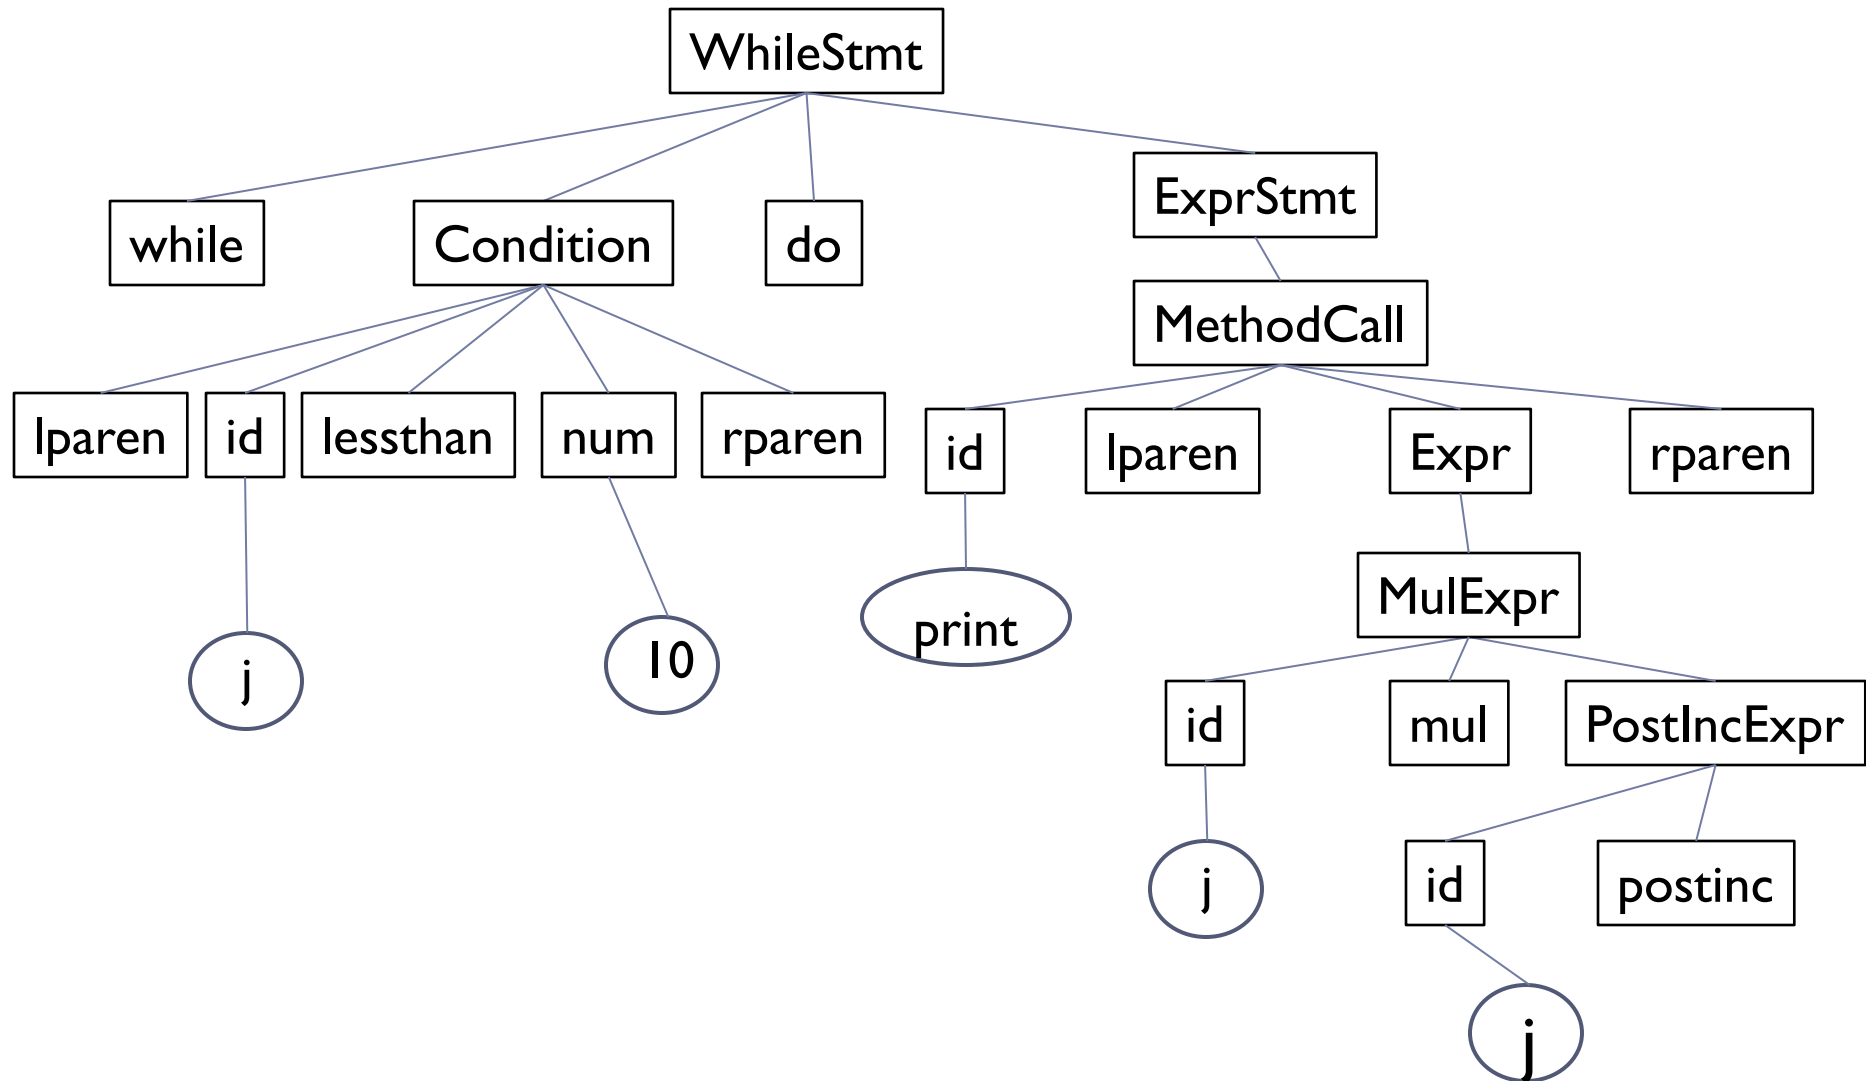 WhileStmt
ExprStmt
while
Condition
do
MethodCall
lparen
id
lessthan
num
rparen
id
lparen
Expr
rparen
MulExpr
print
j
10
id
mul
PostIncExpr
j
id
postinc
j